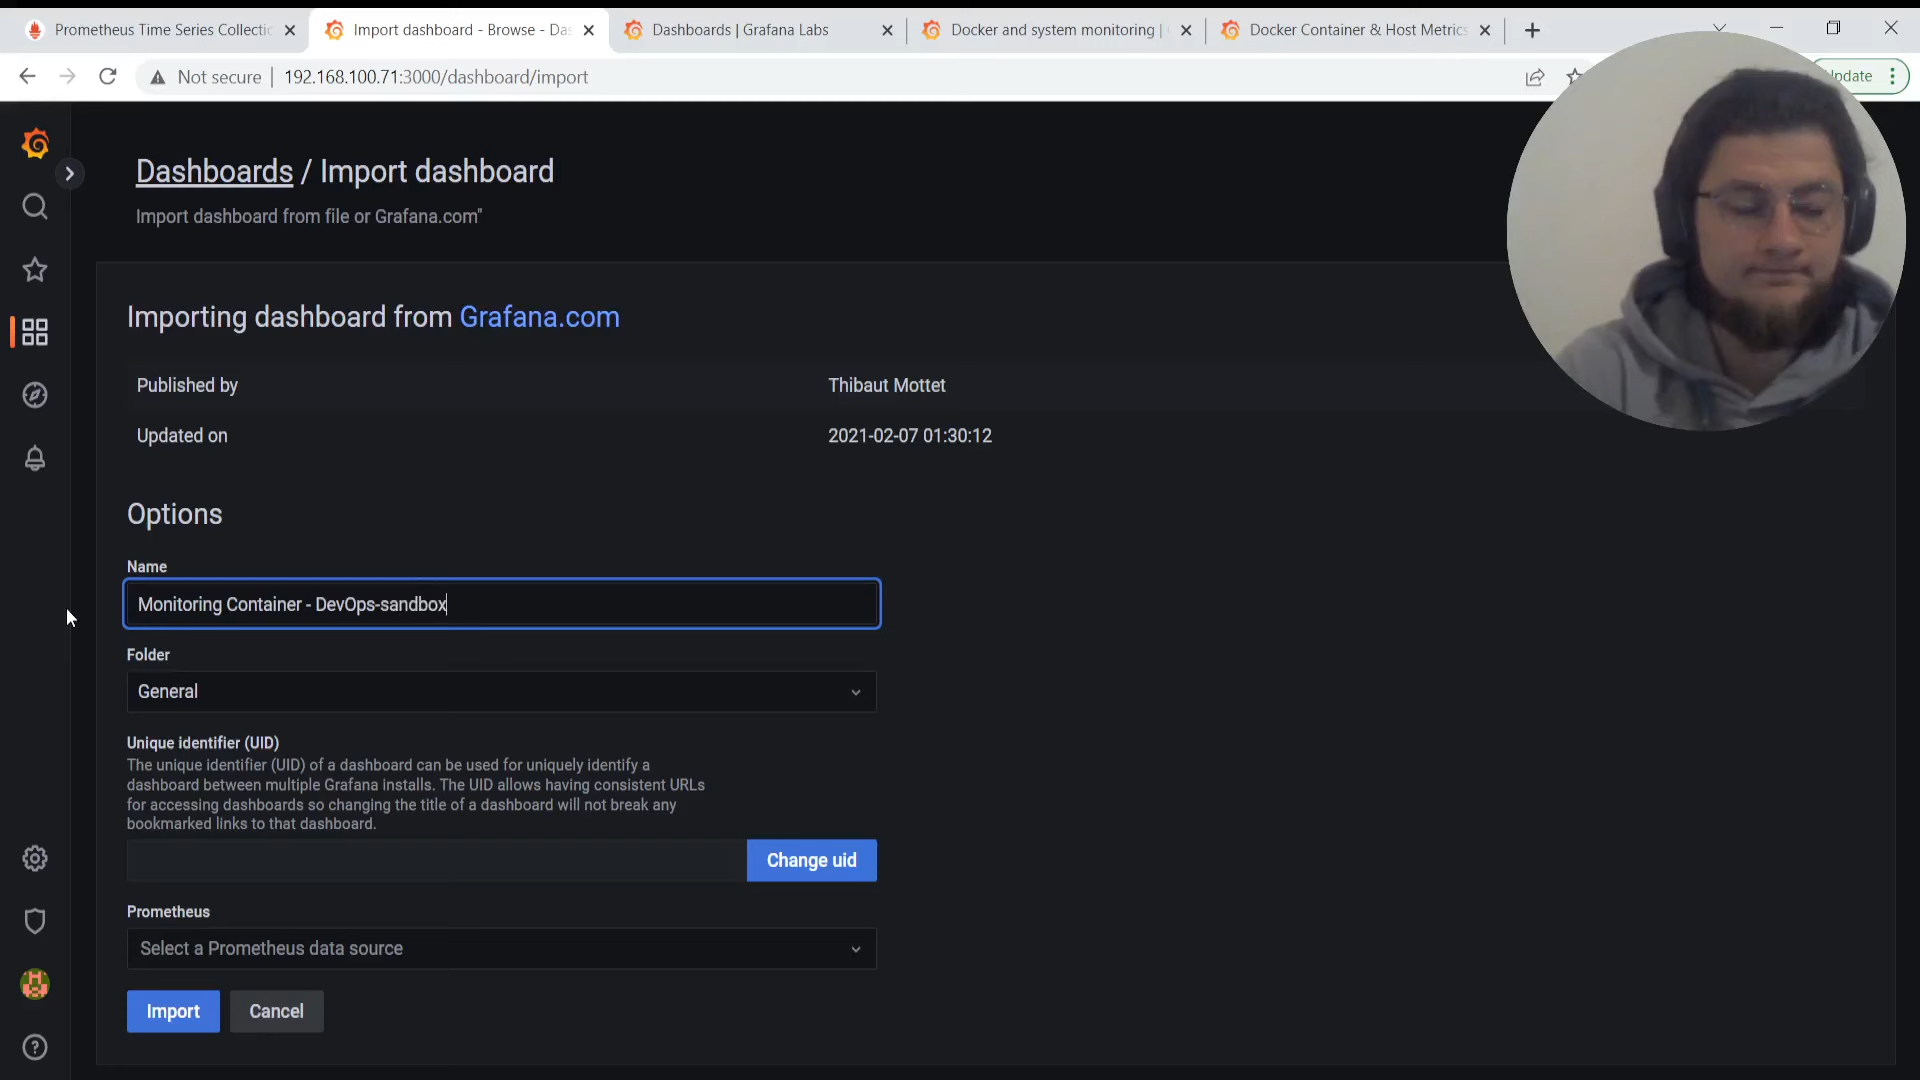 Prometheus Time Series Collectio
Import dashboard - Browse - Das
Dashboards | Grafana Labs
Docker and system monitoring |
Docker Container & Host Metrics
Not secure
192.168.100.71:3000/dashboard/import
pdate
Dashboards / Import dashboard
Import dashboard from file or Grafana.com"
Importing dashboard from Grafana.com
Published by
Thibaut Mottet
Updated on
2021-02-07 01:30:12
Options
Name
Monitoring Container - DevOps-sandbox
Folder
General
Unique identifier (UID)
The unique identifier (UID) of a dashboard can be used for uniquely identify a
dashboard between multiple Grafana installs. The UID allows having consistent URLs
for accessing dashboards so changing the title of a dashboard will not break any
bookmarked links to that dashboard.
Change uid
Prometheus
Select a Prometheus data source
Import
Cancel